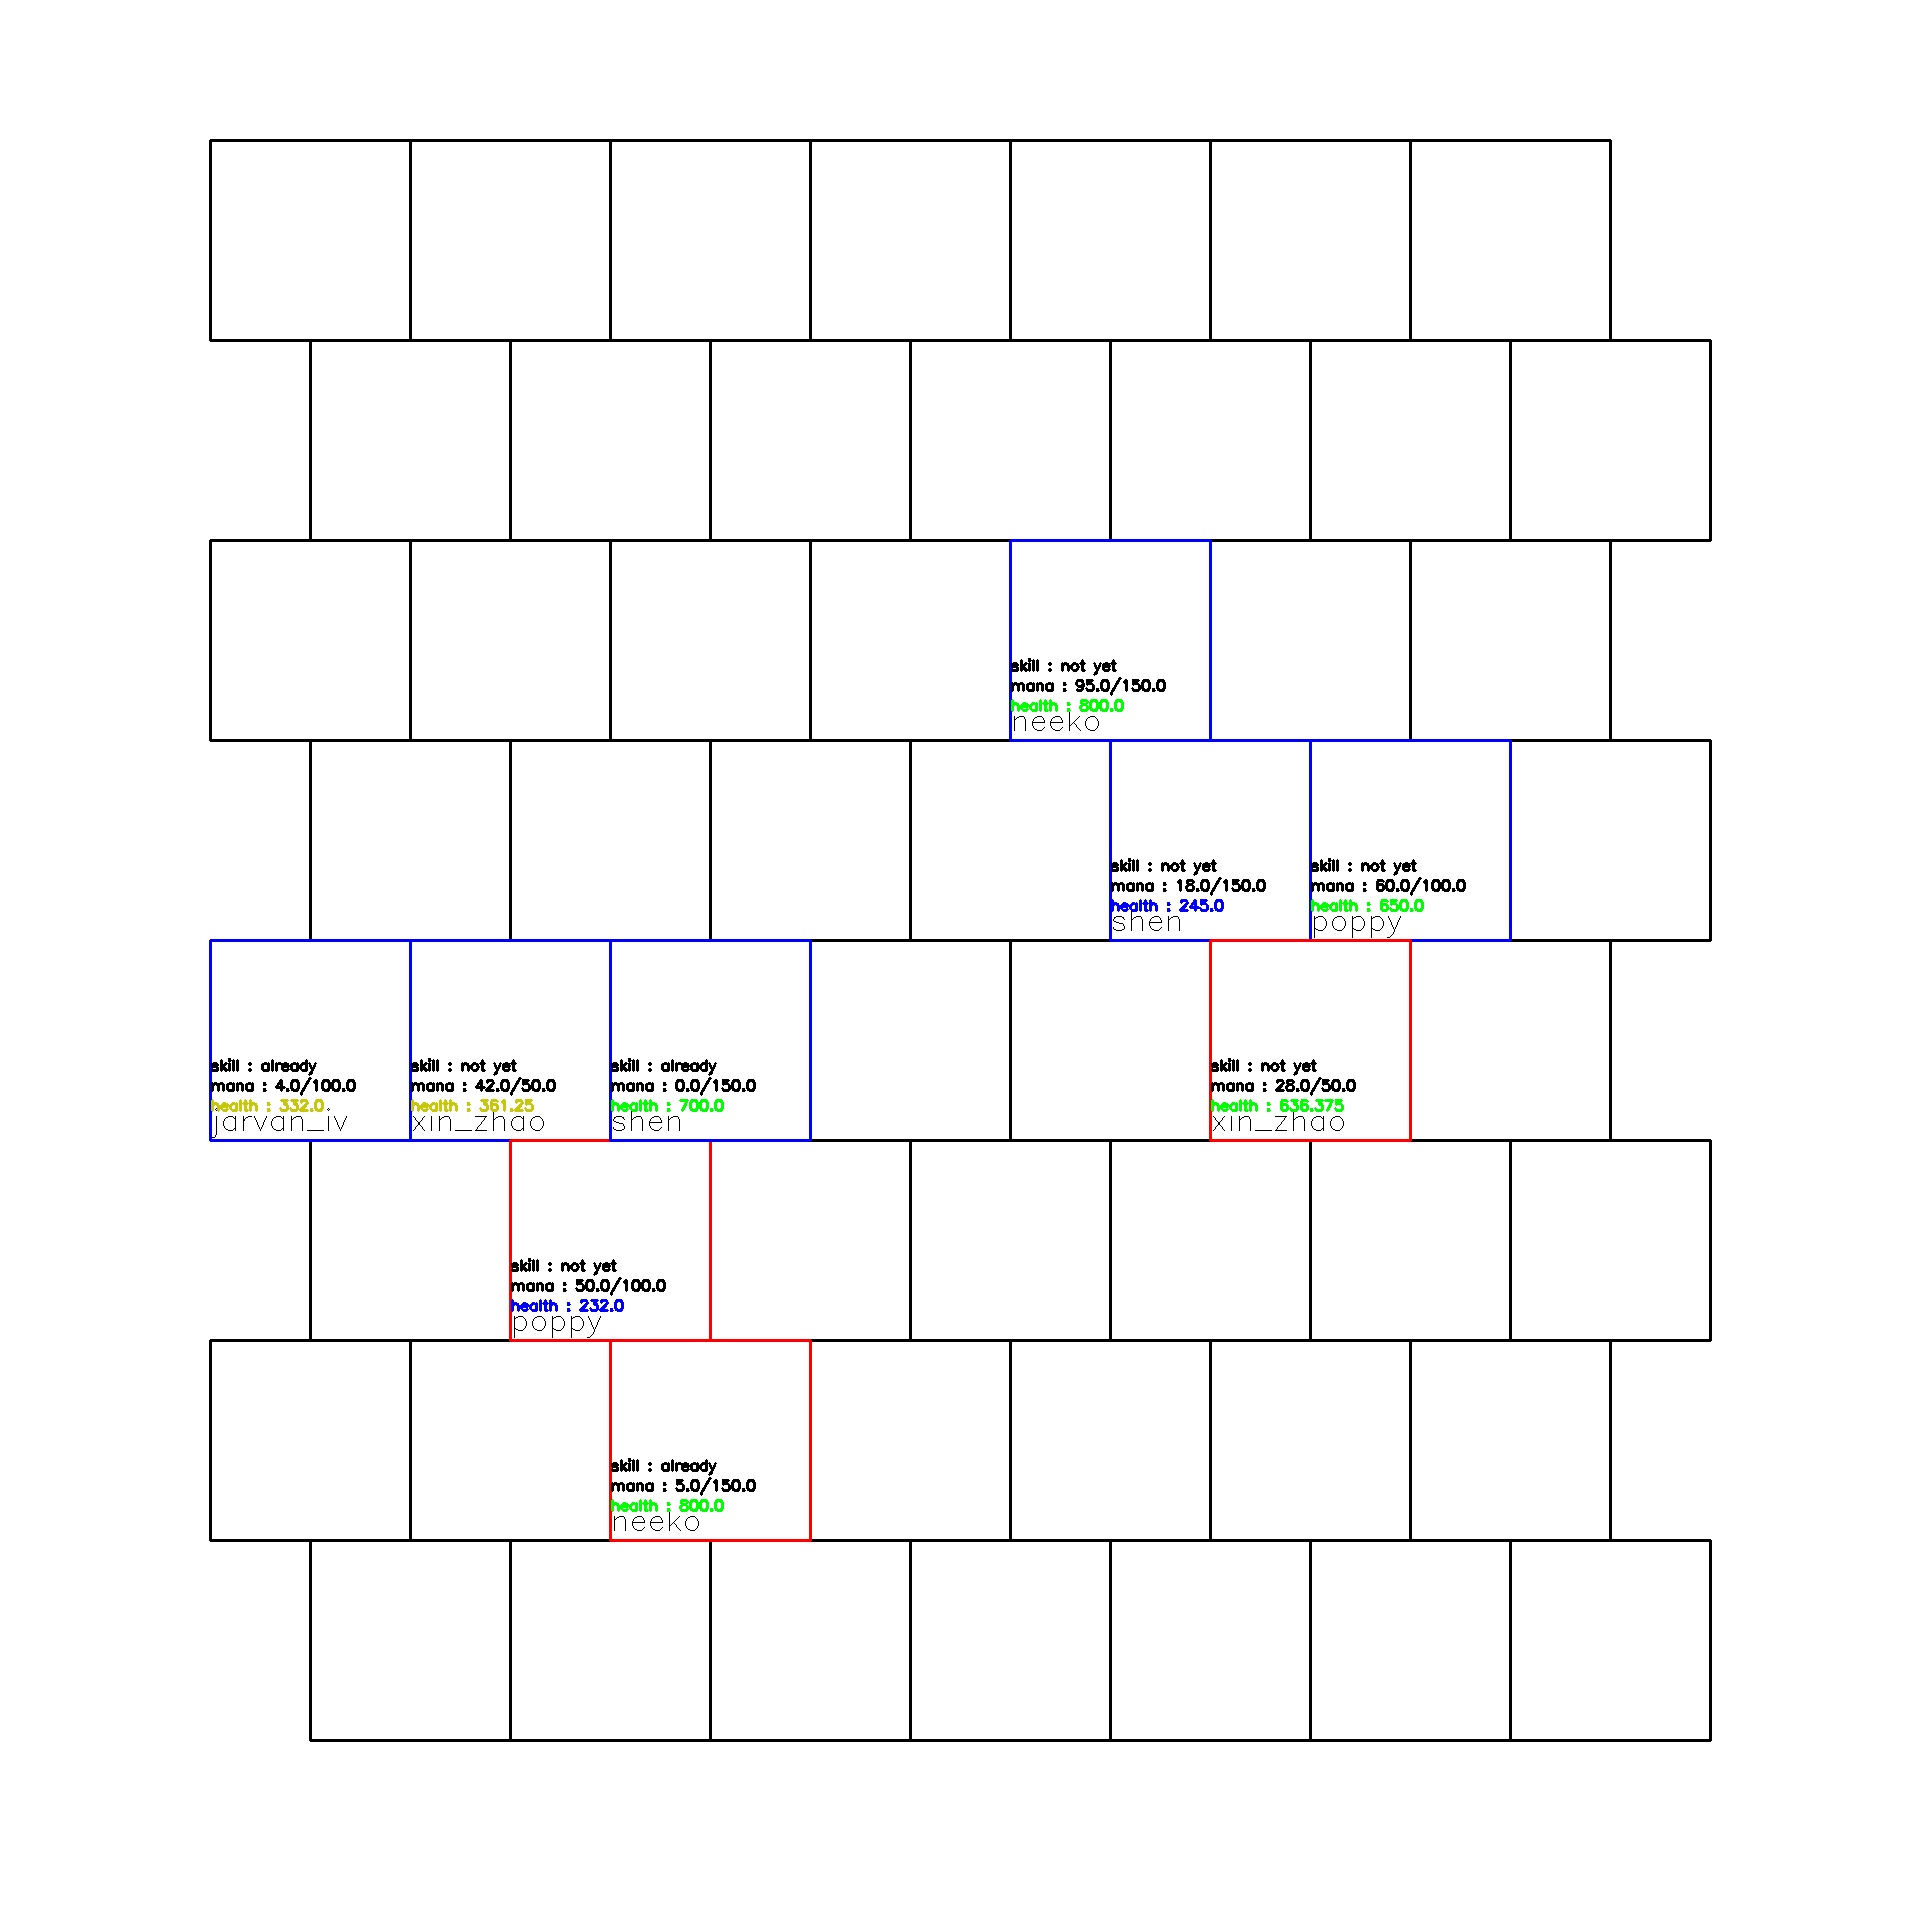 skill : not yet
mana : 95.0/150.0
health : 800.0
neeko
skill : not yet
mana : 18.0/150.0
health : 245.0
shen
skill : not yet
mana : 60.0/100.0
health : 650.0
poppy
skill : already
mana : 4.0/100.0
health : 332.0
jarvan_iv
skill : not yet
mana : 42.0/50.0
health : 361.25
xin_zhao
skill : already
mana : 0.0/150.0
health : 700.0
shen
skill : not yet
mana : 28.0/50.0
health : 636.375
xin_zhao
skill : not yet
mana : 50.0/100.0
health : 232.0
poppy
skill : already
mana : 5.0/150.0
health : 800.0
neeko